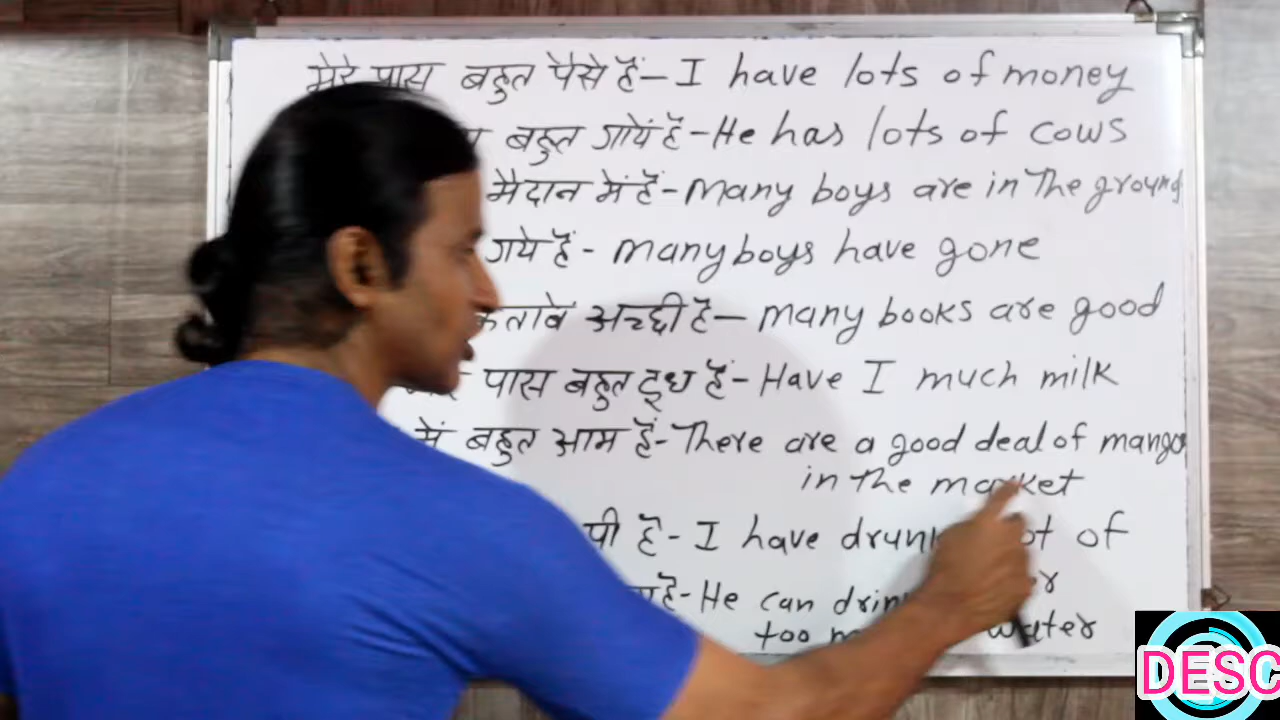 मेरे पास बहुत पैसे हैं – I have lots of money
बहुत गायें हैं – He has lots of cows
मैदान में हैं – Many boys are in the ground
गये हैं – many boys have gone
अच्छी हैं – many books are good
पास बहुत दूध है – Have I much milk
में बहुत आम हैं – There are a good deal of mango
in the market
पी है – I have of
है – He can
too water
DESC